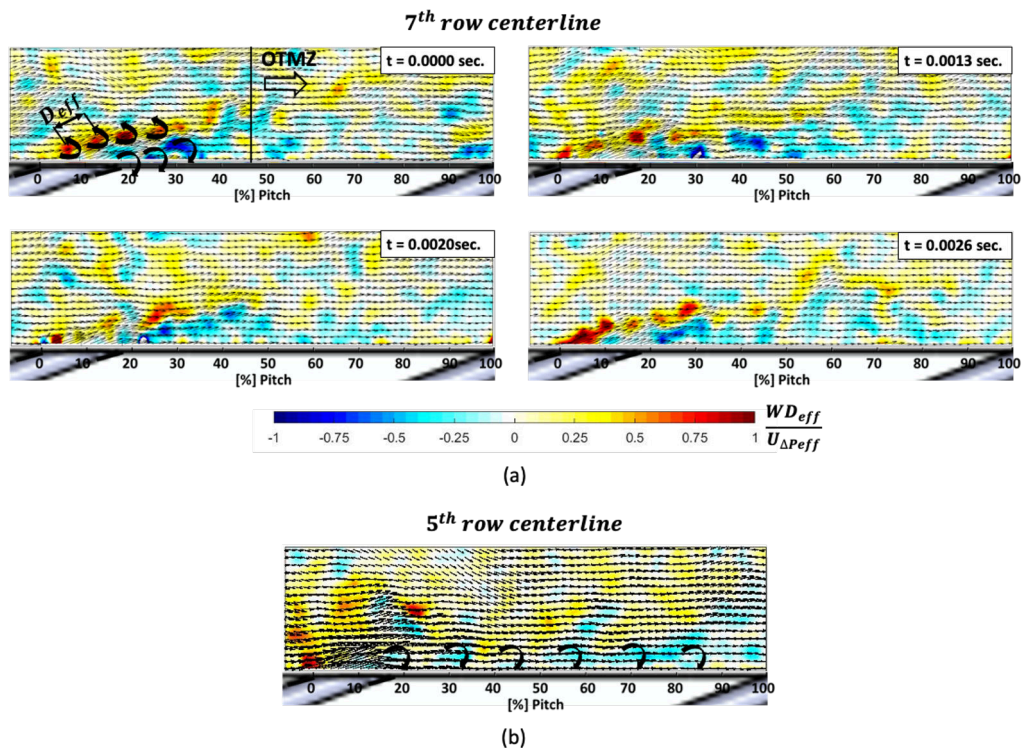 7th row centerline
t = 0.0000 sec.
OTMZ
Deff
0 10 20 30 40 50 60 70 80 90 100
[%] Pitch
t = 0.0013 sec.
0 10 20 30 40 50 60 70 80 90 100
[%] Pitch
t = 0.0020sec.
0 10 20 30 40 50 60 70 80 90 100
[%] Pitch
t = 0.0026 sec.
0 10 20 30 40 50 60 70 80 90 100
[%] Pitch
-1 -0.75 -0.5 -0.25 0 0.25 0.5 0.75 1
WDeff
UΔPeff
(a)
5th row centerline
0 10 20 30 40 50 60 70 80 90 100
[%] Pitch
(b)